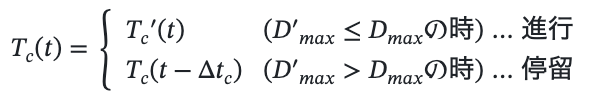 T_c(t) = { T_c′(t) (D′_max ≤ D_maxの時) … 進行
T_c(t − Δt_c) (D′_max > D_maxの時) … 停留